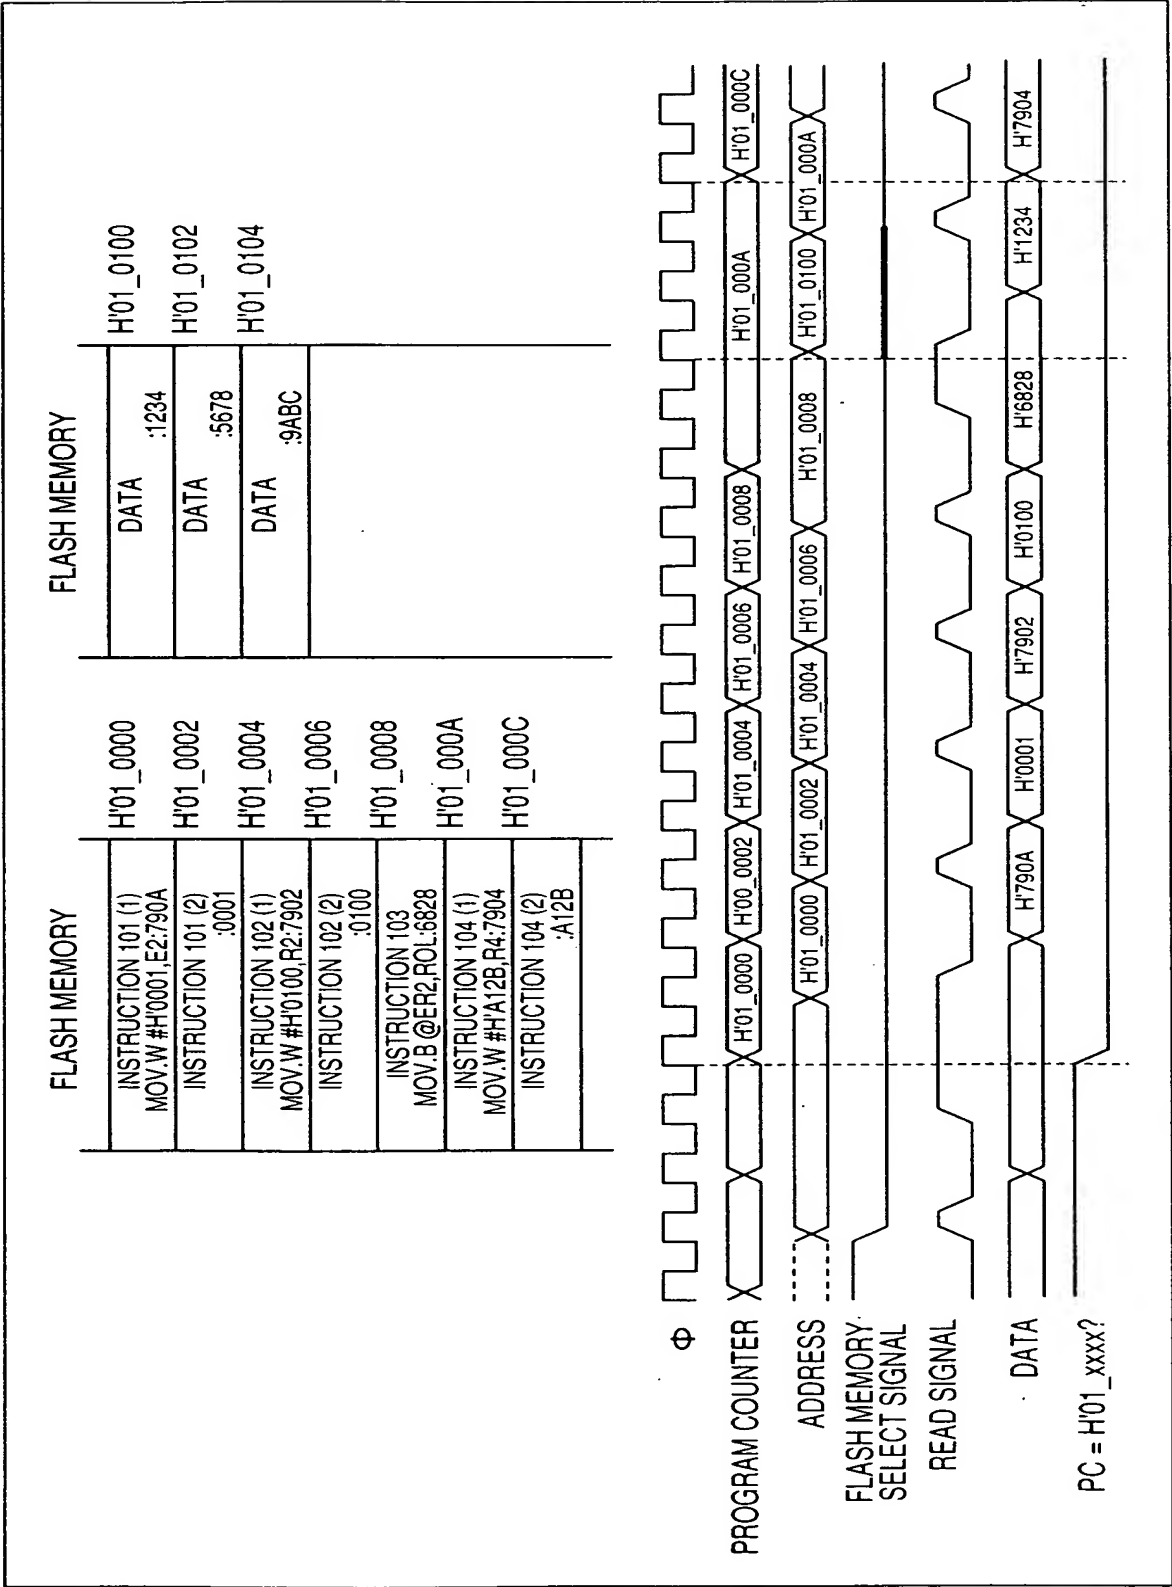 FLASH MEMORY
INSTRUCTION 101 (1)
MOV.W #H'0001,E2:790A
H'01_0000
INSTRUCTION 101 (2)
:0001
H'01_0002
INSTRUCTION 102 (1)
MOV.W #H'0100,R2:7902
H'01_0004
INSTRUCTION 102 (2)
:0100
H'01_0006
INSTRUCTION 103
MOV.B @ER2,ROL:6828
H'01_0008
INSTRUCTION 104 (1)
MOV.W #H'A12B,R4:7904
H'01_000A
INSTRUCTION 104 (2)
:A12B
H'01_000C
FLASH MEMORY
DATA :1234
H'01_0100
DATA :5678
H'01_0102
DATA :9ABC
H'01_0104
Φ
PROGRAM COUNTER H'01_0000 H'00_0002 H'01_0004 H'01_0006 H'01_0008 H'01_000A H'01_000C
ADDRESS H'01_0000 H'01_0002 H'01_0004 H'01_0006 H'01_0008 H'01_0100 H'01_000A
FLASH MEMORY
SELECT SIGNAL
READ SIGNAL
DATA H'790A H'0001 H'7902 H'0100 H'6828 H'1234 H'7904
PC = H'01_xxxx?